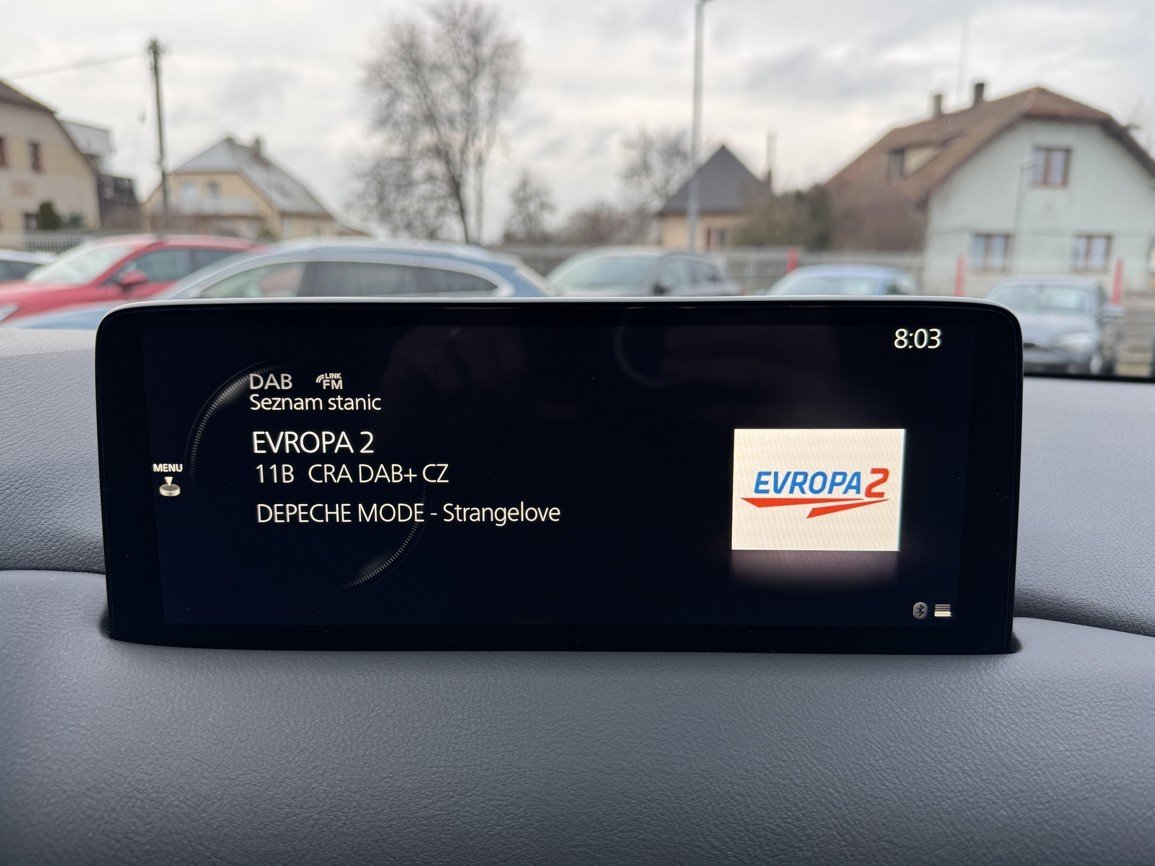 8:03
DAB LINK FM
Seznam stanic
EVROPA 2
11B CRA DAB+ CZ
MENU
DEPECHE MODE - Strangelove
EVROPA 2